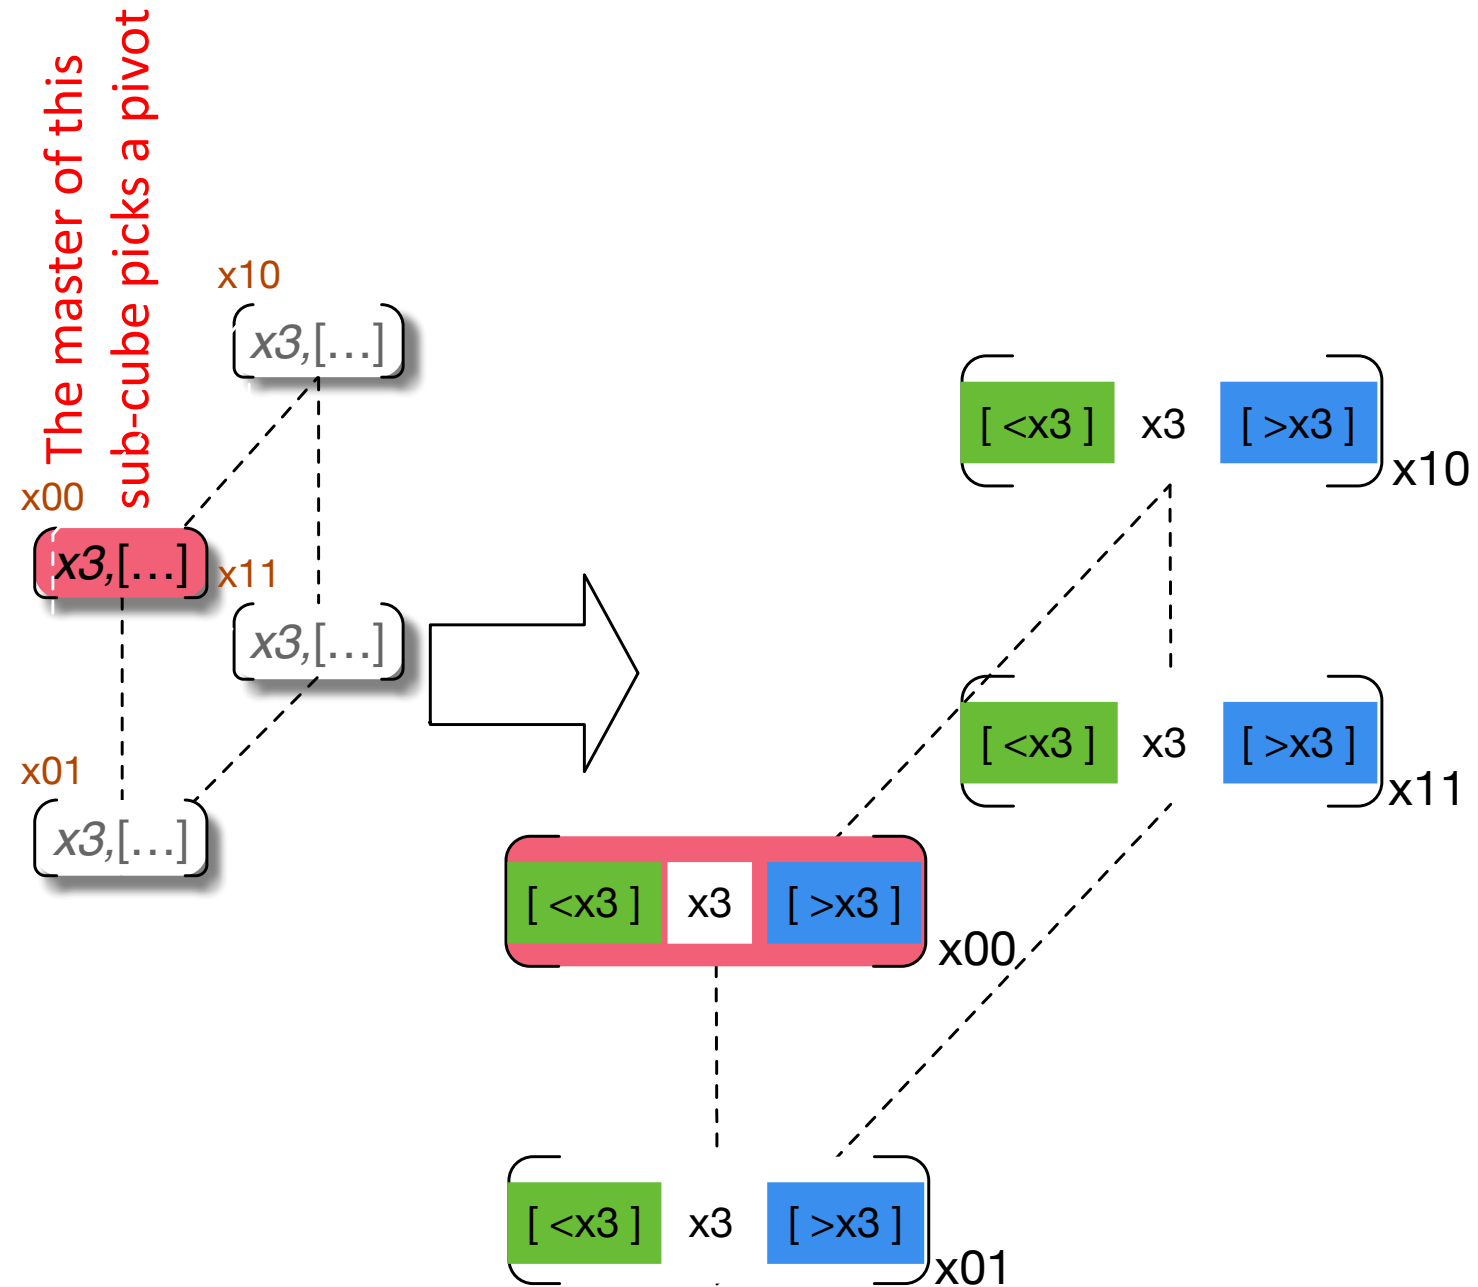 The master of this
sub-cube picks a pivot
x10
x3,[...]
x00
x3,[...]
x11
x3,[...]
x01
x3,[...]
[ <x3 ] x3 [ >x3 ]
x10
[ <x3 ] x3 [ >x3 ]
x11
[ <x3 ] x3 [ >x3 ]
x00
[ <x3 ] x3 [ >x3 ]
x01